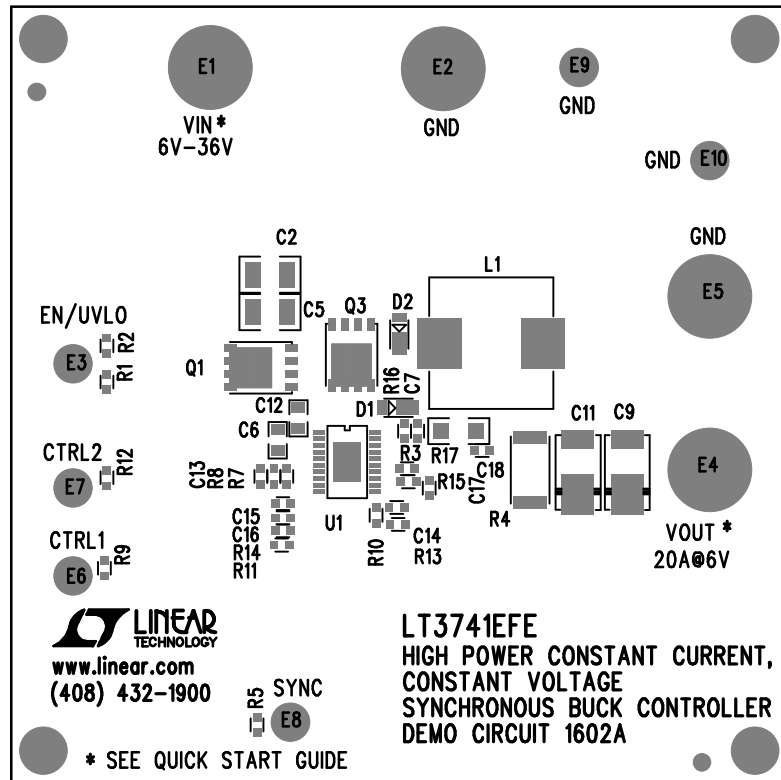 E1
E2
E9
VIN *
6V-36V
GND
GND
GND
E10
GND
C2
L1
E5
EN/UVLO
C5
Q3
D2
E3
R2
R1
Q1
R16
C7
C12
D1
C6
C11
C9
CTRL2
R12
C13
R8
R7
R3
R17
C18
C17
R15
E4
E7
C15
C16
R14
R11
U1
R10
C14
R13
R4
VOUT *
20A@6V
CTRL1
R9
E6
LINEAR
TECHNOLOGY
www.linear.com
(408) 432-1900
LT3741EFE
HIGH POWER CONSTANT CURRENT,
CONSTANT VOLTAGE
SYNCHRONOUS BUCK CONTROLLER
DEMO CIRCUIT 1602A
R5
SYNC
E8
* SEE QUICK START GUIDE